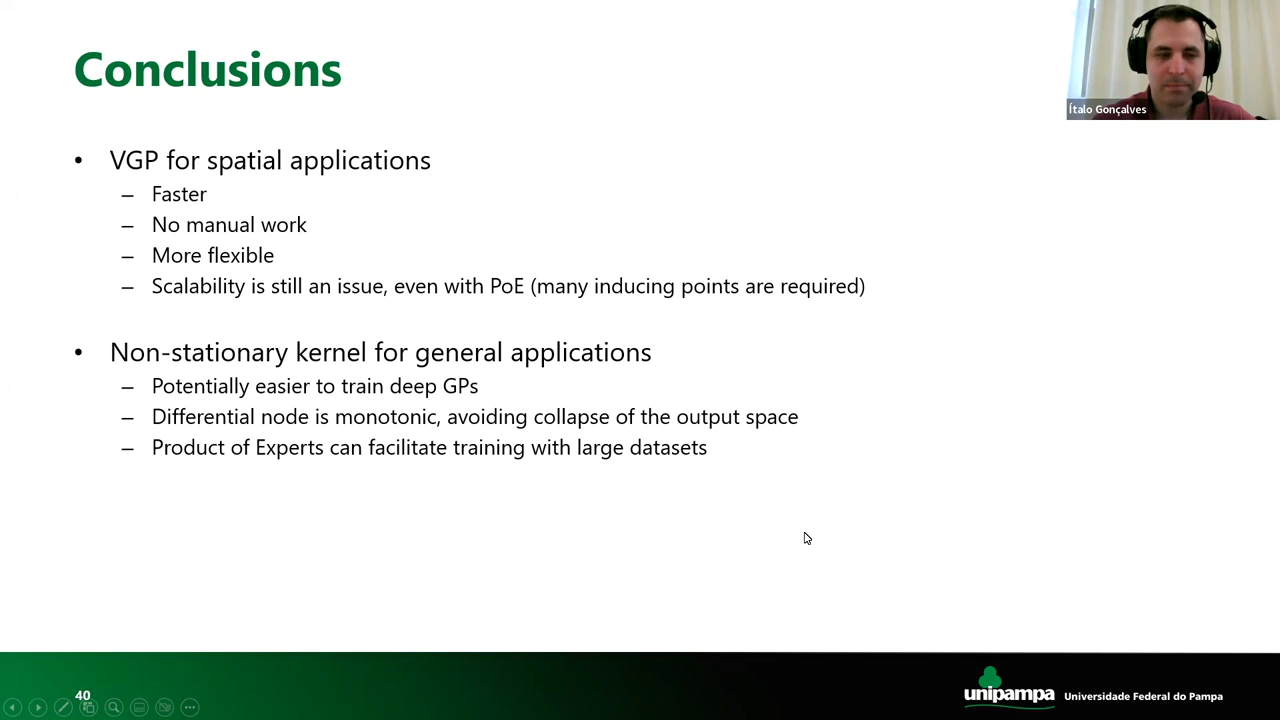 Conclusions
Ítalo Gonçalves
• VGP for spatial applications
– Faster
– No manual work
– More flexible
– Scalability is still an issue, even with PoE (many inducing points are required)
• Non-stationary kernel for general applications
– Potentially easier to train deep GPs
– Differential node is monotonic, avoiding collapse of the output space
– Product of Experts can facilitate training with large datasets
40
unipampa
Universidade Federal do Pampa